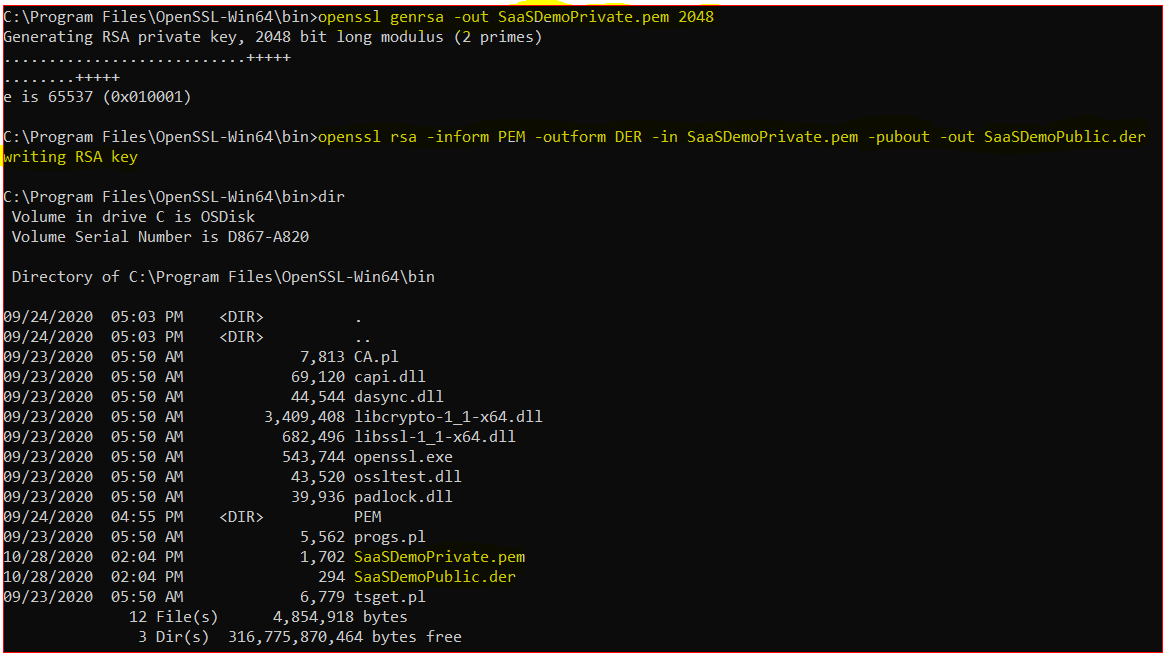 C:\Program Files\OpenSSL-Win64\bin>openssl genrsa -out SaaSDemoPrivate.pem 2048
Generating RSA private key, 2048 bit long modulus (2 primes)
...........................+++++
........+++++
e is 65537 (0x010001)
C:\Program Files\OpenSSL-Win64\bin>openssl rsa -inform PEM -outform DER -in SaaSDemoPrivate.pem -pubout -out SaaSDemoPublic.der
writing RSA key
C:\Program Files\OpenSSL-Win64\bin>dir
Volume in drive C is OSDisk
Volume Serial Number is D867-A820
Directory of C:\Program Files\OpenSSL-Win64\bin
09/24/2020  05:03 PM    <DIR>          .
09/24/2020  05:03 PM    <DIR>          ..
09/23/2020  05:50 AM             7,813 CA.pl
09/23/2020  05:50 AM            69,120 capi.dll
09/23/2020  05:50 AM            44,544 dasync.dll
09/23/2020  05:50 AM         3,409,408 libcrypto-1_1-x64.dll
09/23/2020  05:50 AM           682,496 libssl-1_1-x64.dll
09/23/2020  05:50 AM           543,744 openssl.exe
09/23/2020  05:50 AM            43,520 ossltest.dll
09/23/2020  05:50 AM            39,936 padlock.dll
09/24/2020  04:55 PM    <DIR>          PEM
09/23/2020  05:50 AM             5,562 progs.pl
10/28/2020  02:04 PM             1,702 SaaSDemoPrivate.pem
10/28/2020  02:04 PM               294 SaaSDemoPublic.der
09/23/2020  05:50 AM             6,779 tsget.pl
12 File(s)      4,854,918 bytes
3 Dir(s)  316,775,870,464 bytes free